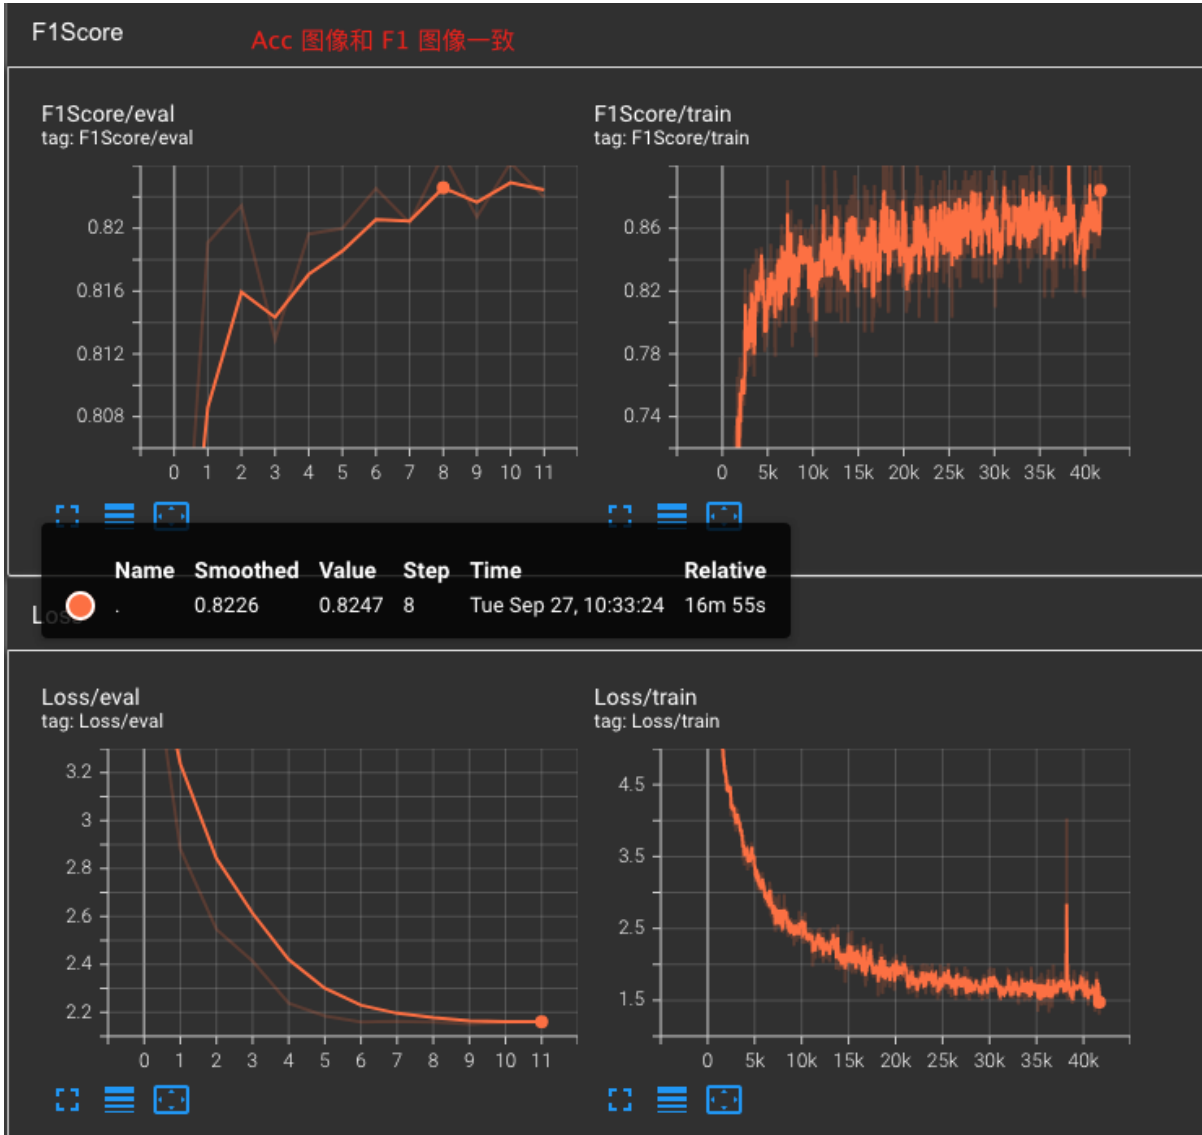 F1Score
Acc 图像和 F1 图像一致
F1Score/eval
tag: F1Score/eval
0.82
0.816
0.812
0.808
0 1 2 3 4 5 6 7 8 9 10 11
F1Score/train
tag: F1Score/train
0.86
0.82
0.78
0.74
0 5k 10k 15k 20k 25k 30k 35k 40k
Name Smoothed Value Step Time Relative
. 0.8226 0.8247 8 Tue Sep 27, 10:33:24 16m 55s
Loss
Loss/eval
tag: Loss/eval
3.2
3
2.8
2.6
2.4
2.2
0 1 2 3 4 5 6 7 8 9 10 11
Loss/train
tag: Loss/train
4.5
3.5
2.5
1.5
0 5k 10k 15k 20k 25k 30k 35k 40k